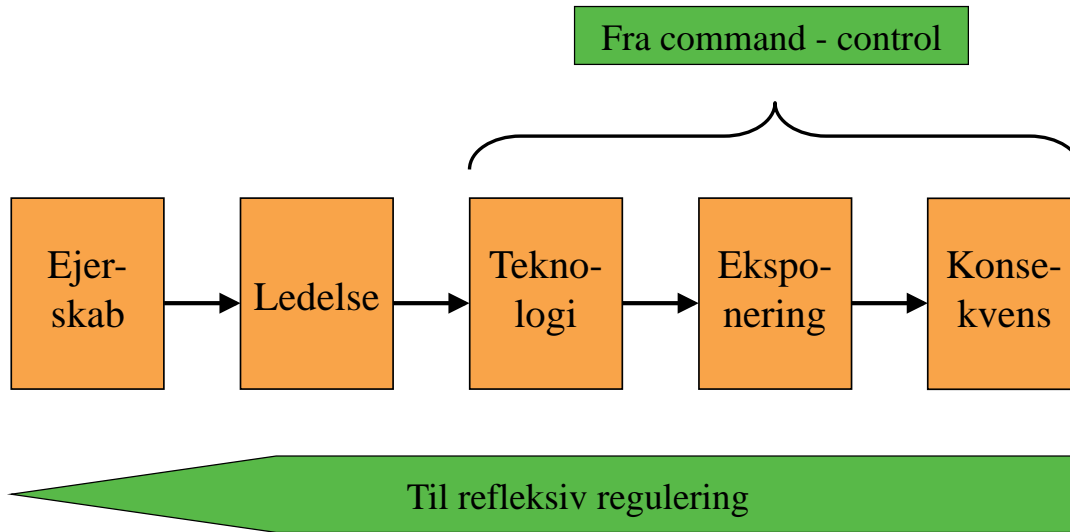 Fra command - control
Ejer-
skab
Ledelse
Tekno-
logi
Ekspo-
nering
Konse-
kvens
Til refleksiv regulering